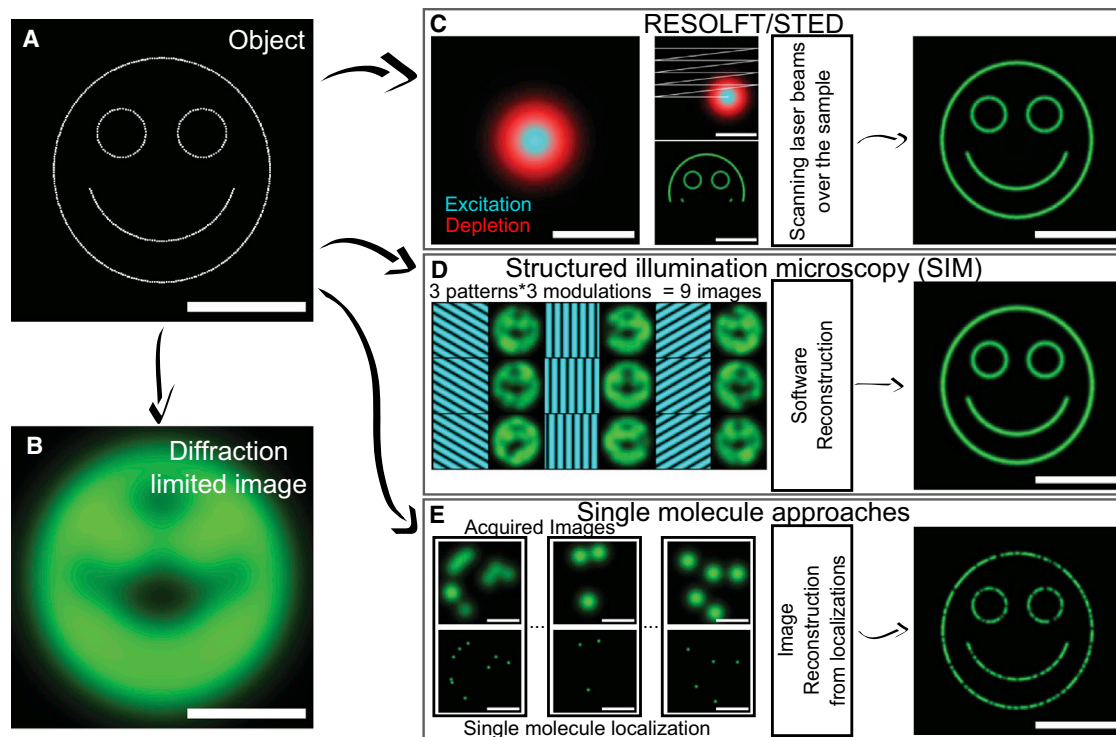 A
Object
B
Diffraction
limited image
C
RESOLFT/STED
Excitation
Depletion
Scanning laser beams
over the sample
D
Structured illumination microscopy (SIM)
3 patterns*3 modulations = 9 images
Software
Reconstruction
E
Single molecule approaches
Acquired Images
...
...
Single molecule localization
Image
Reconstruction
from localizations